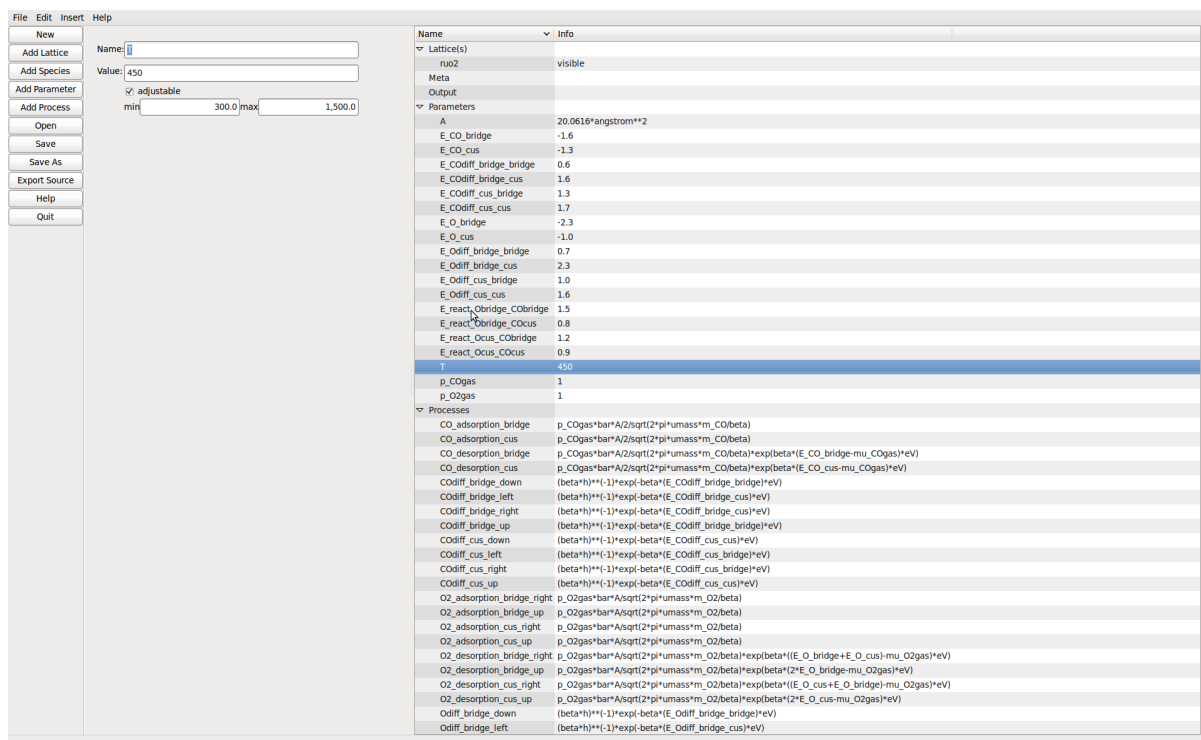 File Edit Insert Help
New
Add Lattice
Add Species
Add Parameter
Add Process
Open
Save
Save As
Export Source
Help
Quit
Name: T
Value: 450
adjustable
min 300.0 max 1,500.0
Name Info
Lattice(s)
ruo2 visible
Meta
Output
Parameters
A 20.0616*angstrom**2
E_CO_bridge -1.6
E_CO_cus -1.3
E_COdiff_bridge_bridge 0.6
E_COdiff_bridge_cus 1.6
E_COdiff_cus_bridge 1.3
E_COdiff_cus_cus 1.7
E_O_bridge -2.3
E_O_cus -1.0
E_Odiff_bridge_bridge 0.7
E_Odiff_bridge_cus 2.3
E_Odiff_cus_bridge 1.0
E_Odiff_cus_cus 1.6
E_react_Obridge_CObridge 1.5
E_react_Obridge_COcus 0.8
E_react_Ocus_CObridge 1.2
E_react_Ocus_COcus 0.9
T 450
p_COgas 1
p_O2gas 1
Processes
CO_adsorption_bridge p_COgas*bar*A/2/sqrt(2*pi*umass*m_CO/beta)
CO_adsorption_cus p_COgas*bar*A/2/sqrt(2*pi*umass*m_CO/beta)
CO_desorption_bridge p_COgas*bar*A/2/sqrt(2*pi*umass*m_CO/beta)*exp(beta*(E_CO_bridge-mu_COgas)*eV)
CO_desorption_cus p_COgas*bar*A/2/sqrt(2*pi*umass*m_CO/beta)*exp(beta*(E_CO_cus-mu_COgas)*eV)
COdiff_bridge_down (beta*h)**(-1)*exp(-beta*(E_COdiff_bridge_bridge)*eV)
COdiff_bridge_left (beta*h)**(-1)*exp(-beta*(E_COdiff_bridge_cus)*eV)
COdiff_bridge_right (beta*h)**(-1)*exp(-beta*(E_COdiff_bridge_cus)*eV)
COdiff_bridge_up (beta*h)**(-1)*exp(-beta*(E_COdiff_bridge_bridge)*eV)
COdiff_cus_down (beta*h)**(-1)*exp(-beta*(E_COdiff_cus_cus)*eV)
COdiff_cus_left (beta*h)**(-1)*exp(-beta*(E_COdiff_cus_bridge)*eV)
COdiff_cus_right (beta*h)**(-1)*exp(-beta*(E_COdiff_cus_bridge)*eV)
COdiff_cus_up (beta*h)**(-1)*exp(-beta*(E_COdiff_cus_cus)*eV)
O2_adsorption_bridge_right p_O2gas*bar*A/sqrt(2*pi*umass*m_O2/beta)
O2_adsorption_bridge_up p_O2gas*bar*A/sqrt(2*pi*umass*m_O2/beta)
O2_adsorption_cus_right p_O2gas*bar*A/sqrt(2*pi*umass*m_O2/beta)
O2_adsorption_cus_up p_O2gas*bar*A/sqrt(2*pi*umass*m_O2/beta)
O2_desorption_bridge_right p_O2gas*bar*A/sqrt(2*pi*umass*m_O2/beta)*exp(beta*((E_O_bridge+E_O_cus)-mu_O2gas)*eV)
O2_desorption_bridge_up p_O2gas*bar*A/sqrt(2*pi*umass*m_O2/beta)*exp(beta*(2*E_O_bridge-mu_O2gas)*eV)
O2_desorption_cus_right p_O2gas*bar*A/sqrt(2*pi*umass*m_O2/beta)*exp(beta*((E_O_cus+E_O_bridge)-mu_O2gas)*eV)
O2_desorption_cus_up p_O2gas*bar*A/sqrt(2*pi*umass*m_O2/beta)*exp(beta*(2*E_O_cus-mu_O2gas)*eV)
Odiff_bridge_down (beta*h)**(-1)*exp(-beta*(E_Odiff_bridge_bridge)*eV)
Odiff_bridge_left (beta*h)**(-1)*exp(-beta*(E_Odiff_bridge_cus)*eV)